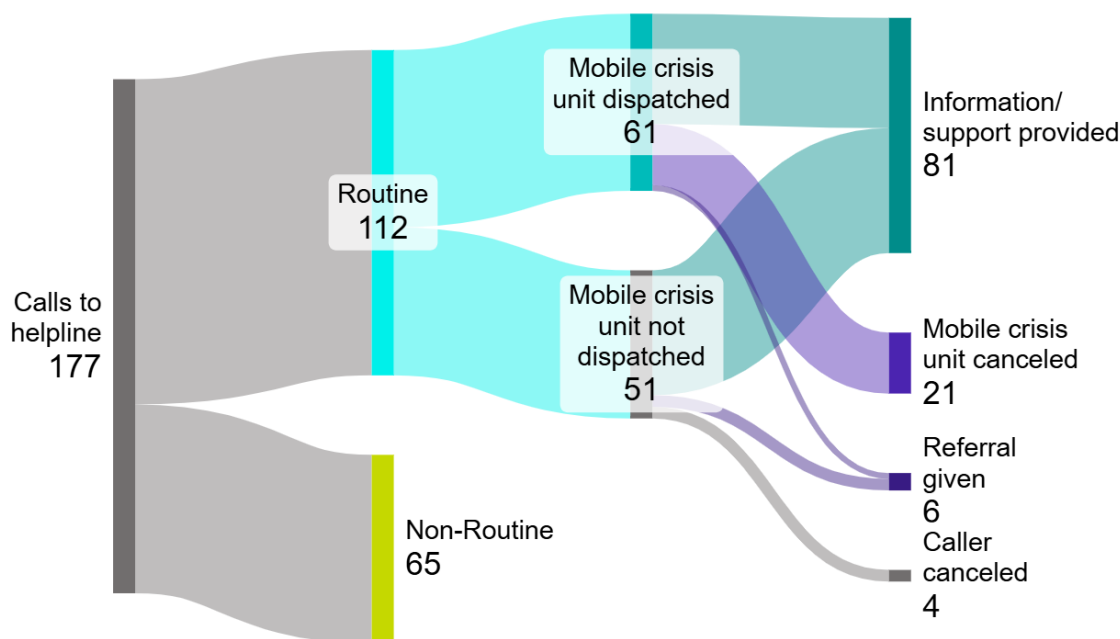 Calls to
helpline
177
Routine
112
Non-Routine
65
Mobile crisis
unit dispatched
61
Mobile crisis
unit not
dispatched
51
Information/
support provided
81
Mobile crisis
unit canceled
21
Referral
given
6
Caller
canceled
4